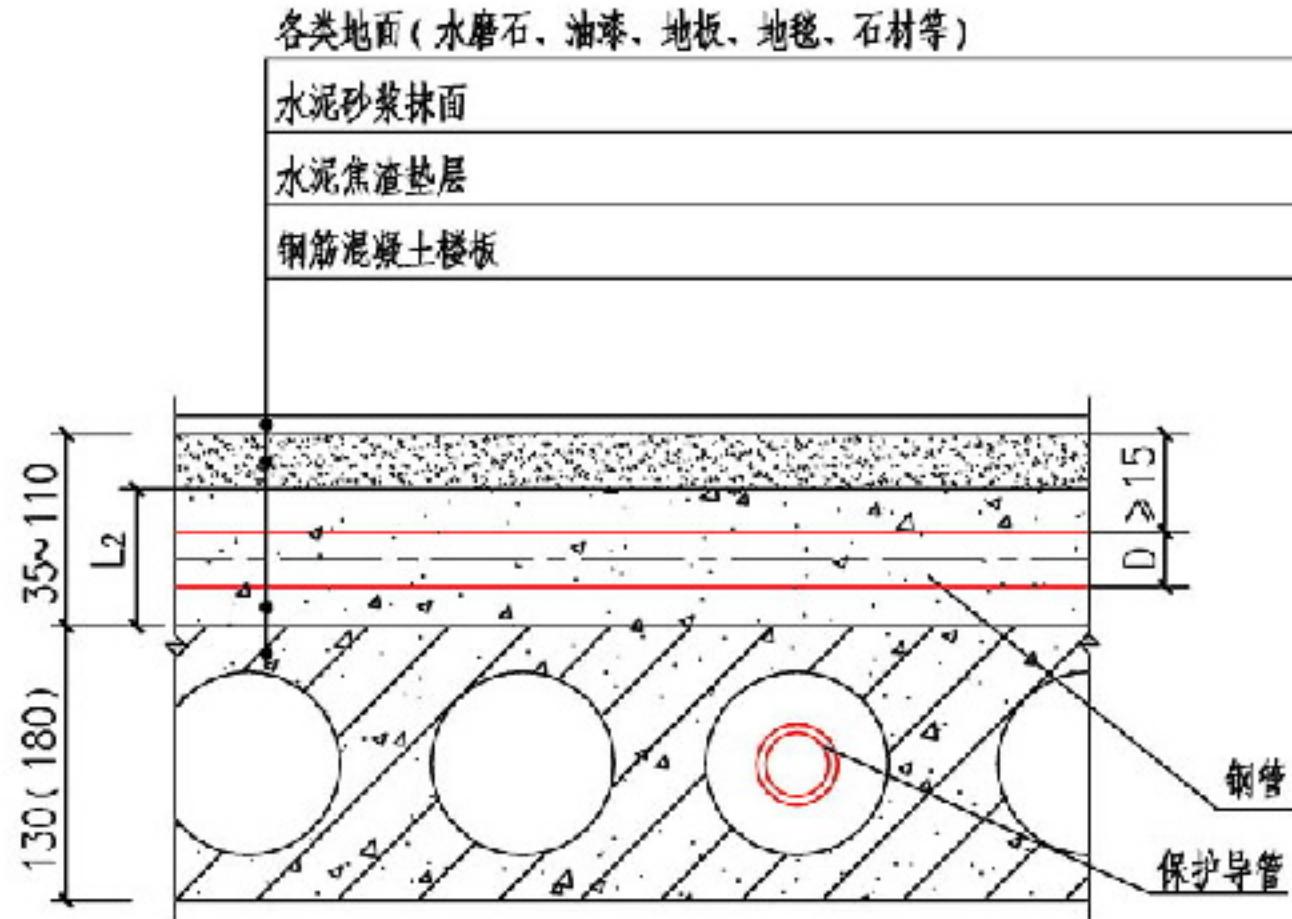 各类地面(水磨石、油漆、地板、地毯、石材等)
水泥砂浆抹面
水泥焦渣垫层
钢筋混凝土楼板
35~110
L2
≥15
D
130(180)
钢管
保护导管